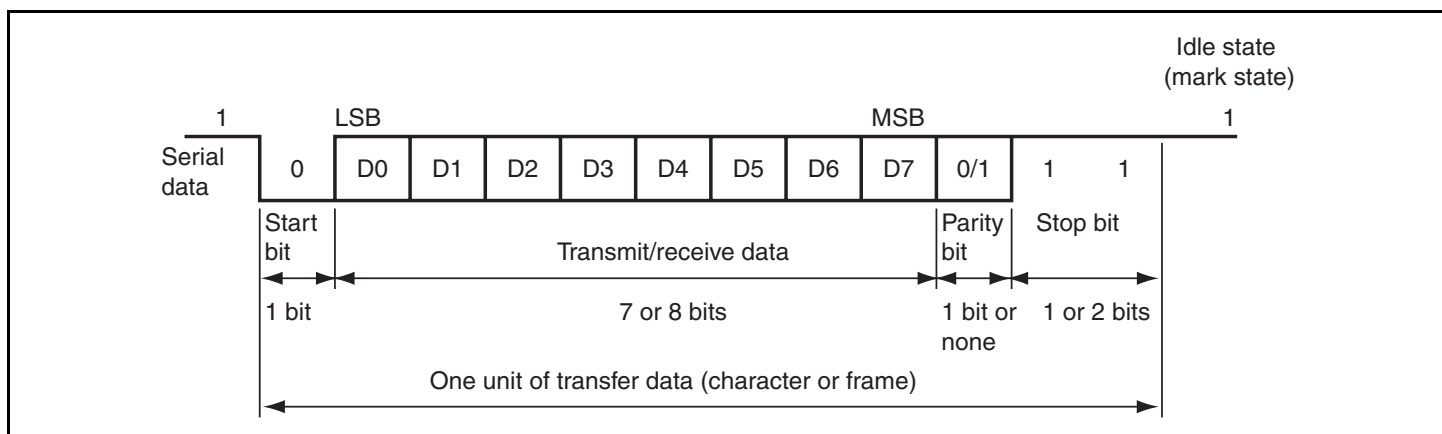 Idle state
(mark state)
1 LSB MSB 1
Serial
data
0 D0 D1 D2 D3 D4 D5 D6 D7 0/1 1 1
Start
bit
Transmit/receive data
Parity
bit
Stop bit
1 bit 7 or 8 bits 1 bit or
none
1 or 2 bits
One unit of transfer data (character or frame)